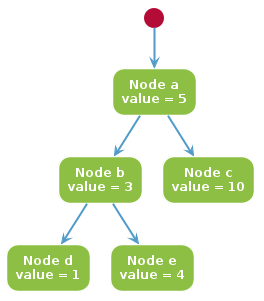 Node a
value = 5
Node b
value = 3
Node c
value = 10
Node d
value = 1
Node e
value = 4